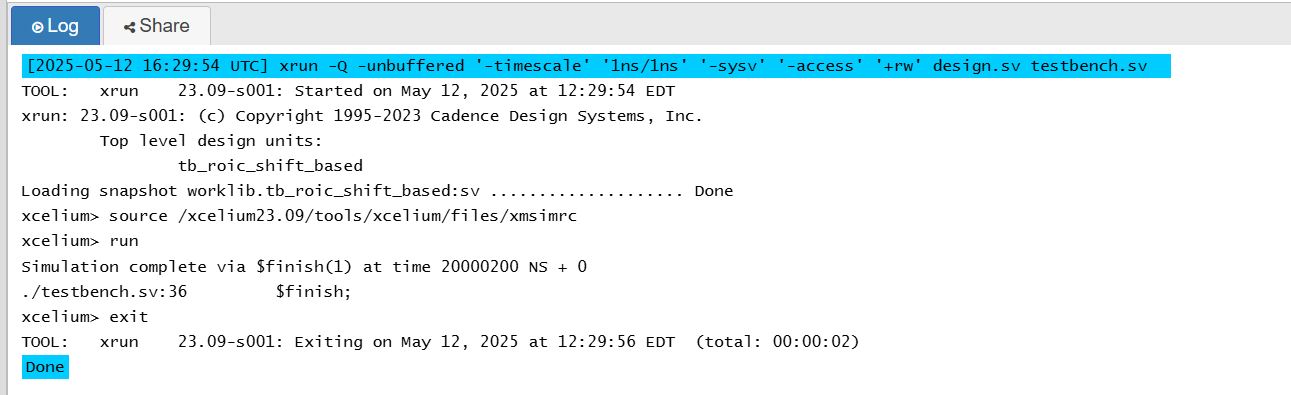 Log Share
[2025-05-12 16:29:54 UTC] xrun -Q -unbuffered '-timescale' '1ns/1ns' '-sysv' '-access' '+rw' design.sv testbench.sv
TOOL: xrun 23.09-s001: Started on May 12, 2025 at 12:29:54 EDT
xrun: 23.09-s001: (c) Copyright 1995-2023 Cadence Design Systems, Inc.
Top level design units:
tb_roic_shift_based
Loading snapshot worklib.tb_roic_shift_based:sv .................... Done
xcelium> source /xcelium23.09/tools/xcelium/files/xmsimrc
xcelium> run
Simulation complete via $finish(1) at time 20000200 NS + 0
./testbench.sv:36 $finish;
xcelium> exit
TOOL: xrun 23.09-s001: Exiting on May 12, 2025 at 12:29:56 EDT (total: 00:00:02)
Done